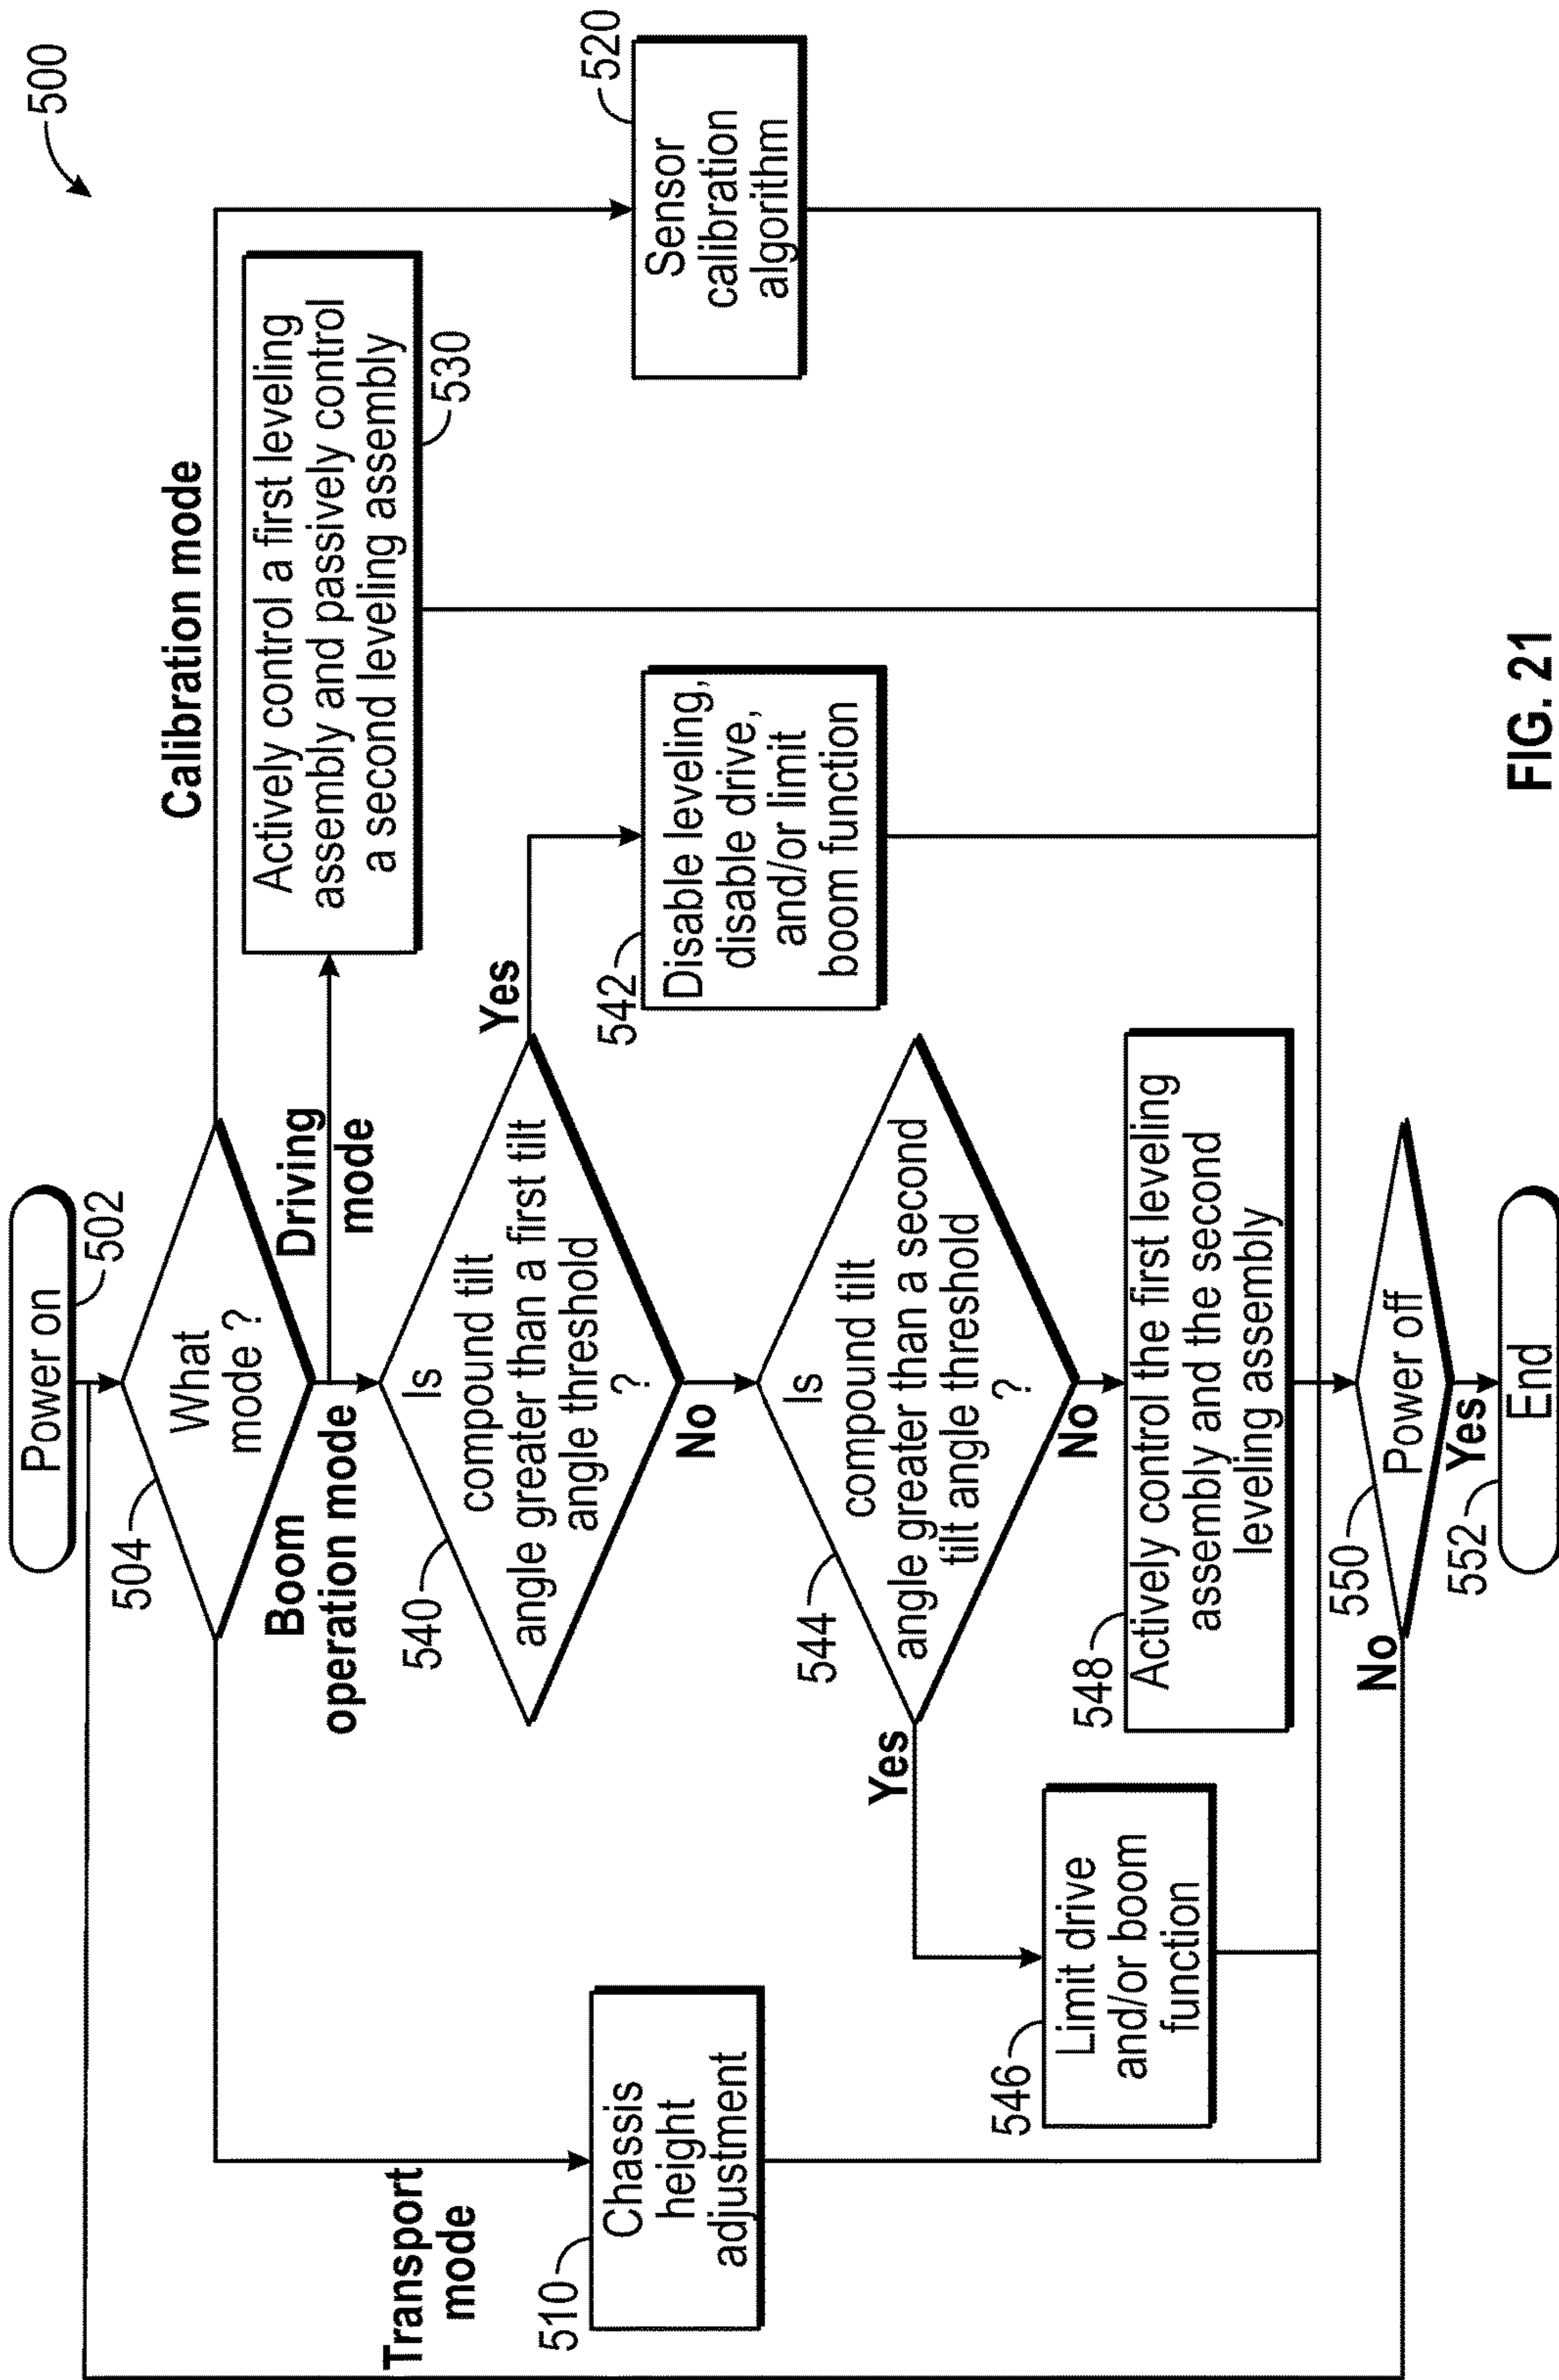 500
Power on
502
What
mode ?
504
Calibration mode
Driving
mode
Boom
operation mode
Transport
mode
Actively control a first leveling
assembly and passively control
a second leveling assembly
530
Sensor
calibration
algorithm
520
Is
compound tilt
angle greater than a first tilt
angle threshold
?
540
Yes
No
Disable leveling,
disable drive,
and/or limit
boom function
542
Chassis
height
adjustment
510
Is
compound tilt
angle greater than a second
tilt angle threshold
?
544
Yes
No
Limit drive
and/or boom
function
546
Actively control the first leveling
assembly and the second
leveling assembly
548
Power off
550
No
Yes
End
552
FIG. 21